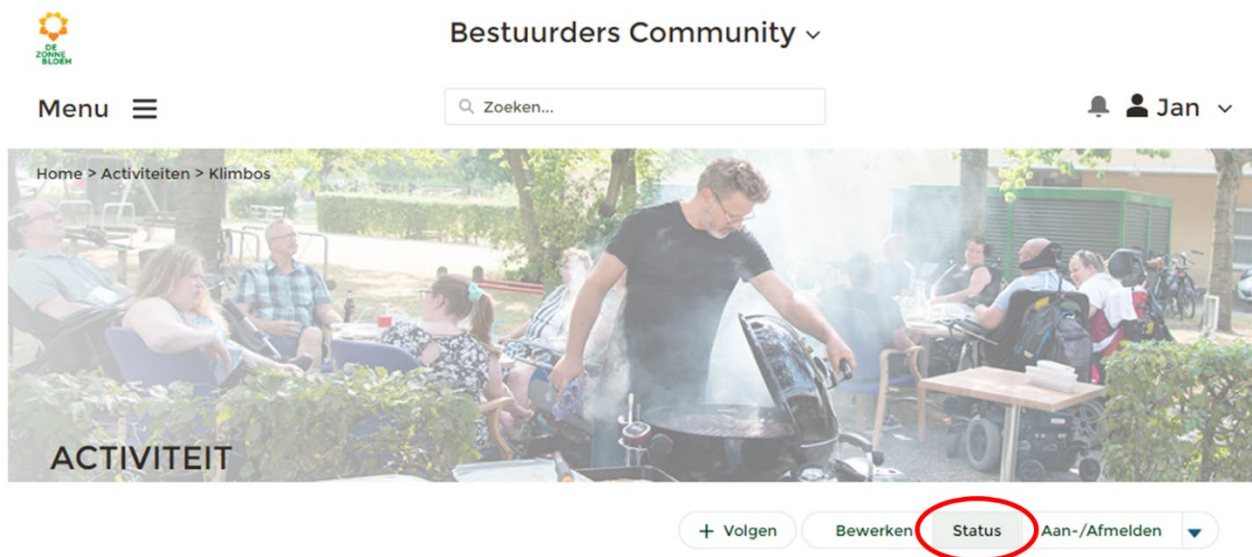 DE
ZONNE
BLOEM
Bestuurders Community
Menu
Zoeken...
Jan
Home > Activiteiten > Klimbos
ACTIVITEIT
+ Volgen
Bewerken
Status
Aan-/Afmelden